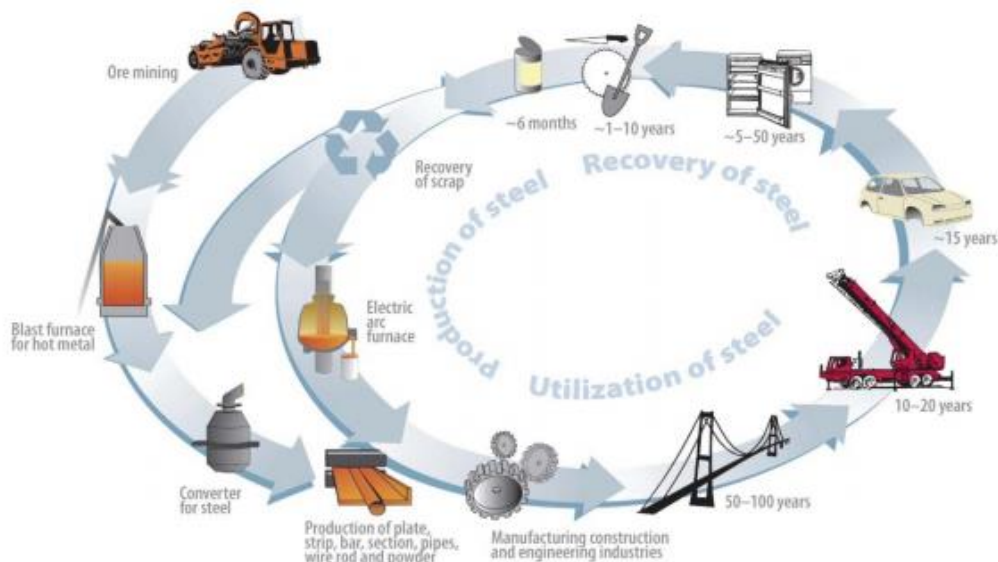 Ore mining
~6 months
~1–10 years
~5–50 years
Recovery
of scrap
Recovery of steel
Production of steel
Utilization of steel
~15 years
Electric
arc
furnace
Blast furnace
for hot metal
10–20 years
50–100 years
Converter
for steel
Production of plate,
strip, bar, section, pipes,
wire rod and powder
Manufacturing construction
and engineering industries